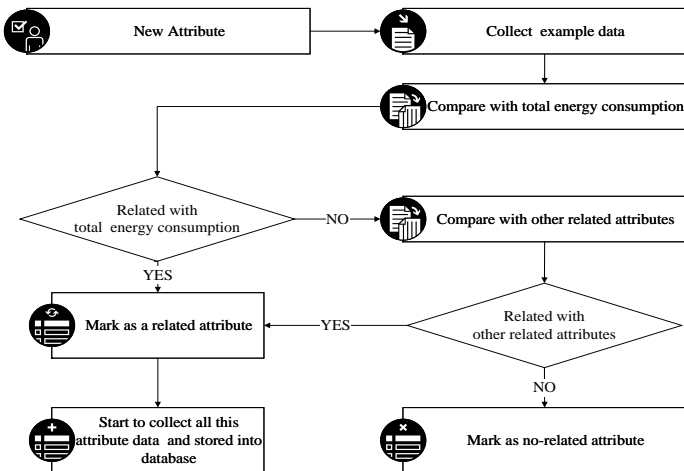 New Attribute
Collect example data
Compare with total energy consumption
Related with
total energy consumption
NO
Compare with other related attributes
YES
Mark as a related attribute
YES
Related with
other related attributes
NO
Start to collect all this
attribute data and stored into
database
Mark as no-related attribute